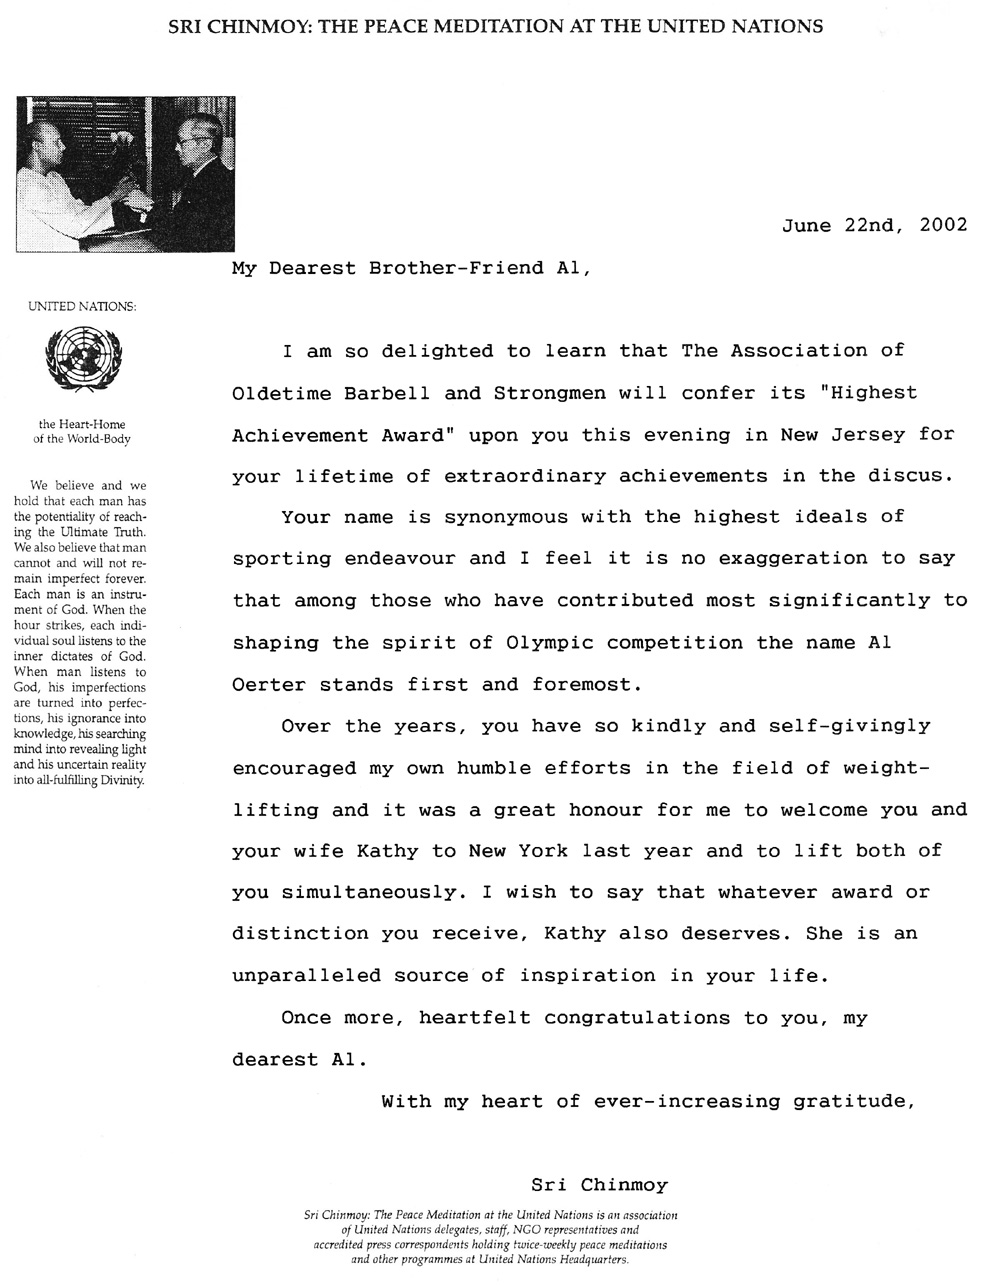 SRI CHINMOY: THE PEACE MEDITATION AT THE UNITED NATIONS
June 22nd, 2002
My Dearest Brother-Friend Al,
UNITED NATIONS:
the Heart-Home
of the World-Body
We believe and we
hold that each man has
the potentiality of reach-
ing the Ultimate Truth.
We also believe that man
cannot and will not re-
main imperfect forever.
Each man is an instru-
ment of God. When the
hour strikes, each indi-
vidual soul listens to the
inner dictates of God.
When man listens to
God, his imperfections
are turned into perfec-
tions, his ignorance into
knowledge, his searching
mind into revealing light
and his uncertain reality
into all-fulfilling Divinity.
I am so delighted to learn that The Association of
Oldetime Barbell and Strongmen will confer its "Highest
Achievement Award" upon you this evening in New Jersey for
your lifetime of extraordinary achievements in the discus.
Your name is synonymous with the highest ideals of
sporting endeavour and I feel it is no exaggeration to say
that among those who have contributed most significantly to
shaping the spirit of Olympic competition the name Al
Oerter stands first and foremost.
Over the years, you have so kindly and self-givingly
encouraged my own humble efforts in the field of weight-
lifting and it was a great honour for me to welcome you and
your wife Kathy to New York last year and to lift both of
you simultaneously. I wish to say that whatever award or
distinction you receive, Kathy also deserves. She is an
unparalleled source of inspiration in your life.
Once more, heartfelt congratulations to you, my
dearest Al.
With my heart of ever-increasing gratitude,
Sri Chinmoy
Sri Chinmoy: The Peace Meditation at the United Nations is an association
of United Nations delegates, staff, NGO representatives and
accredited press correspondents holding twice-weekly peace meditations
and other programmes at United Nations Headquarters.